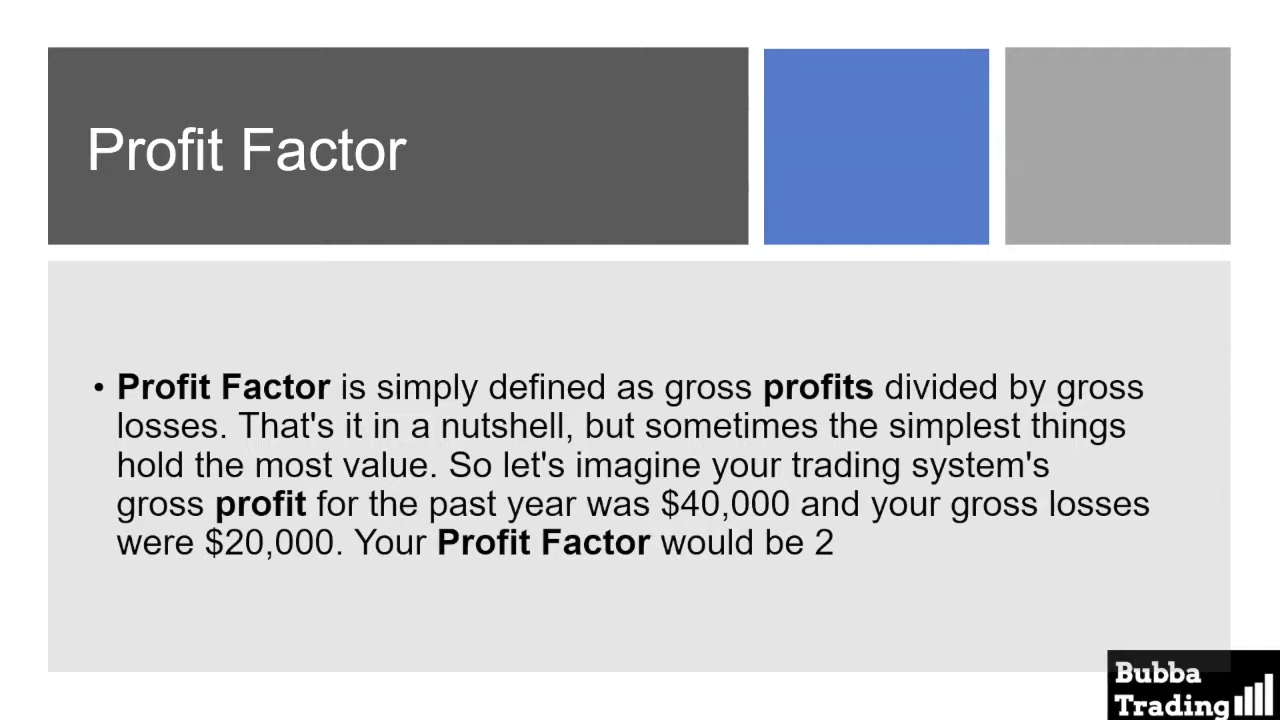 Profit Factor
• Profit Factor is simply defined as gross profits divided by gross
losses. That's it in a nutshell, but sometimes the simplest things
hold the most value. So let's imagine your trading system's
gross profit for the past year was $40,000 and your gross losses
were $20,000. Your Profit Factor would be 2
Bubba
Trading